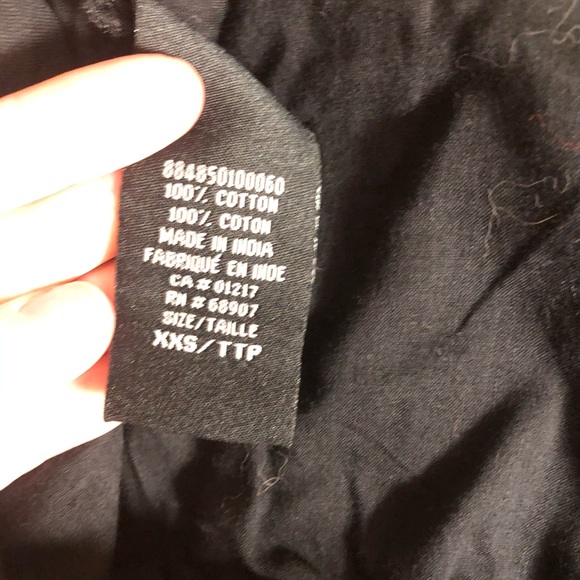 884850100060
100% COTTON
100% COTON
MADE IN INDIA
FABRIQUÉ EN INDE
CA # 01217
RN # 68907
SIZE/TAILLE
XXS/TTP